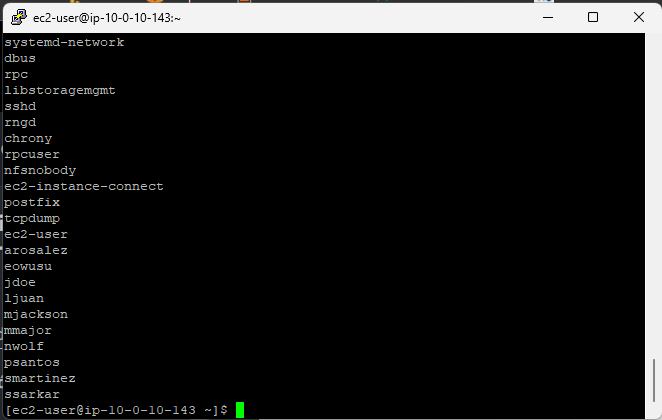 ec2-user@ip-10-0-10-143:~
systemd-network
dbus
rpc
libstoragemgmt
sshd
rngd
chrony
rpcuser
nfsnobody
ec2-instance-connect
postfix
tcpdump
ec2-user
arosalez
eowusu
jdoe
ljuan
mjackson
mmajor
nwolf
psantos
smartinez
ssarkar
[ec2-user@ip-10-0-10-143 ~]$